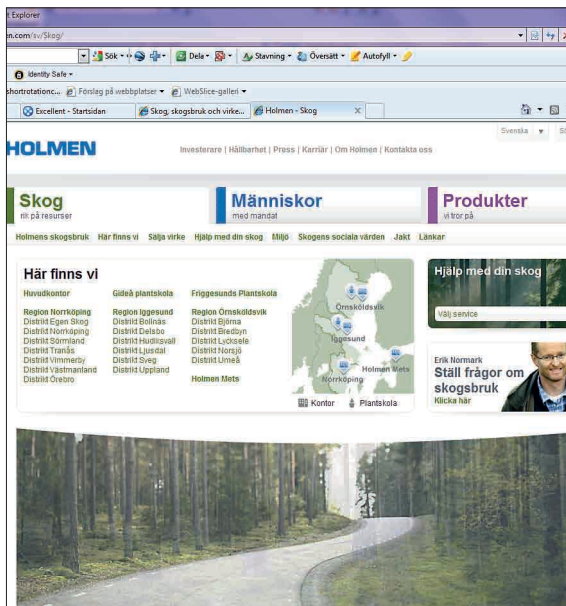 t Explorer
en.com/sv/Skog/
Sök
Dela
Stavning
Översätt
Autofyll
Identity Safe
shortrotationc...
Förslag på webbplatser
WebSlice-galleri
Excellent - Startsidan
Skog, skogsbruk och virke...
Holmen - Skog
X
Svenska
HOLMEN
Investerare | Hållbarhet | Press | Karriär | Om Holmen | Kontakta oss
Skog
rik på resurser
Människor
med mandat
Produkter
vi tror på
Holmens skogsbruk Här finns vi Sälja virke Hjälp med din skog Miljö Skogens sociala värden Jakt Länkar
Här finns vi
Huvudkontor
Region Norrköping
Distrikt Egen Skog
Distrikt Norrköping
Distrikt Sörmland
Distrikt Tranås
Distrikt Vimmerby
Distrikt Västmanland
Distrikt Örebro
Gideå plantskola
Region Iggesund
Distrikt Bollnäs
Distrikt Delsbo
Distrikt Hudiksvall
Distrikt Ljusdal
Distrikt Sveg
Distrikt Uppland
Friggesunds Plantskola
Region Örnsköldsvik
Distrikt Björna
Distrikt Bredbyn
Distrikt Lycksele
Distrikt Norsjö
Distrikt Umeå
Holmen Mets
Örnsköldsvik
Iggesund
Holmen Mets
Norrköping
Kontor
Plantskola
Hjälp med din skog
Välj service
Erik Normark
Ställ frågor om
skogsbruk
Klicka här